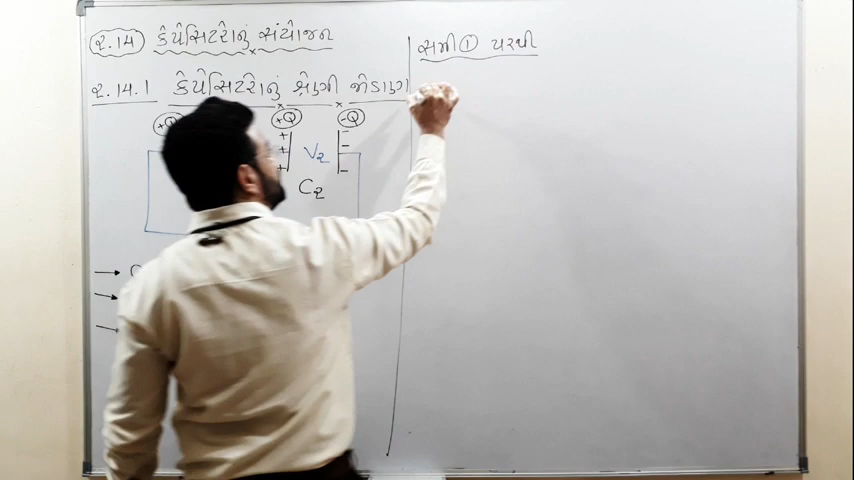 ૨.14 કેપેસિટરોનું સંયોજન
૨.14.1 કેપેસિટરોનું શ્રેણી જોડાણ
+Q +Q -Q
+ + + V₂ - - -
C₂
સમી ① પરથી